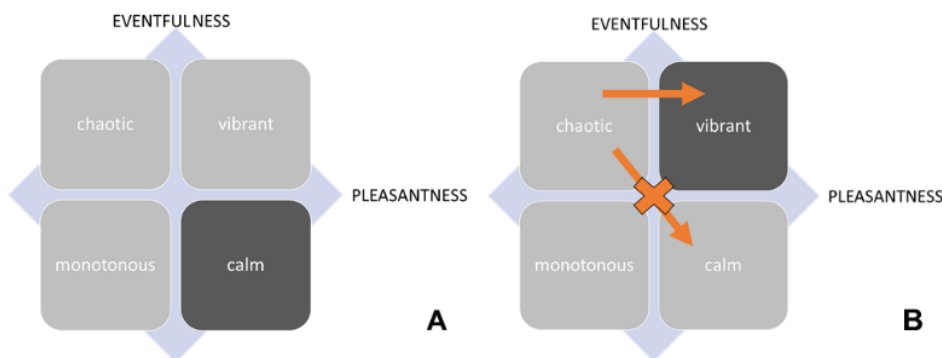 EVENTFULNESS
chaotic
vibrant
PLEASANTNESS
monotonous
calm
A
EVENTFULNESS
chaotic
vibrant
PLEASANTNESS
monotonous
calm
B